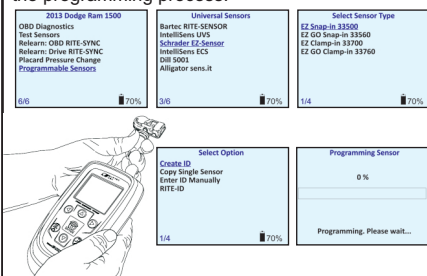 the programming process.
2013 Dodge Ram 1500
OBD Diagnostics
Test Sensors
Relearn: OBD RITE-SYNC
Relearn: Drive RITE-SYNC
Placard Pressure Change
Programmable Sensors
6/6
70%
Universal Sensors
Bartec RITE-SENSOR
IntelliSens UVS
Schrader EZ-Sensor
IntelliSens ECS
Dill 5001
Alligator sens.it
3/6
70%
Select Sensor Type
EZ Snap-in 33500
EZ GO Snap-in 33560
EZ Clamp-in 33700
EZ GO Clamp-in 33760
1/4
70%
Select Option
Create ID
Copy Single Sensor
Enter ID Manually
RITE-ID
1/4
70%
Programming Sensor
0 %
Programming. Please wait...